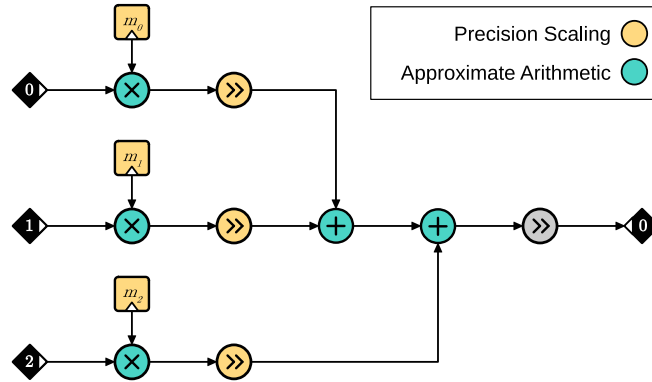 m₀
Precision Scaling
Approximate Arithmetic
0 × »
m₁
1 × » + + » 0
m₂
2 × »